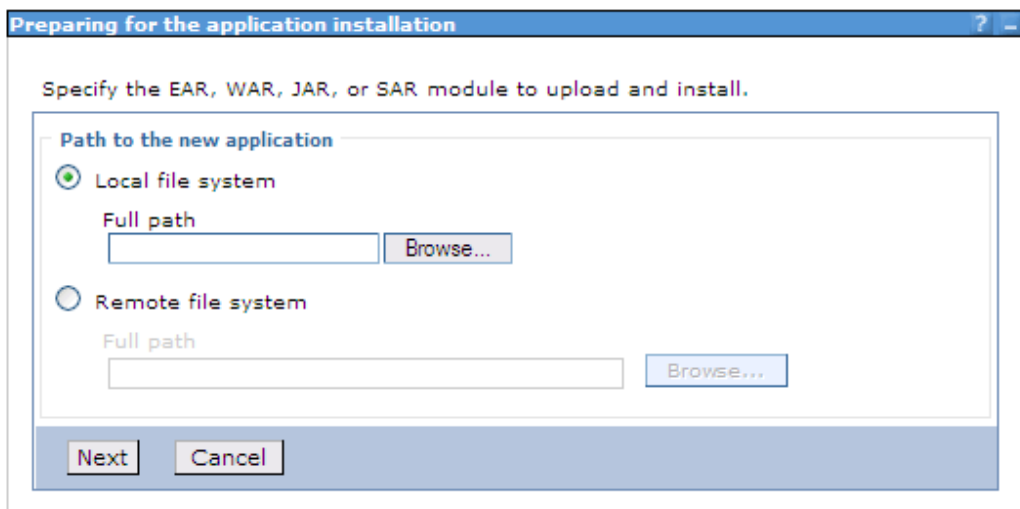 Preparing for the application installation ? –
Specify the EAR, WAR, JAR, or SAR module to upload and install.
Path to the new application
Local file system
Full path
Browse...
Remote file system
Full path
Browse...
Next Cancel